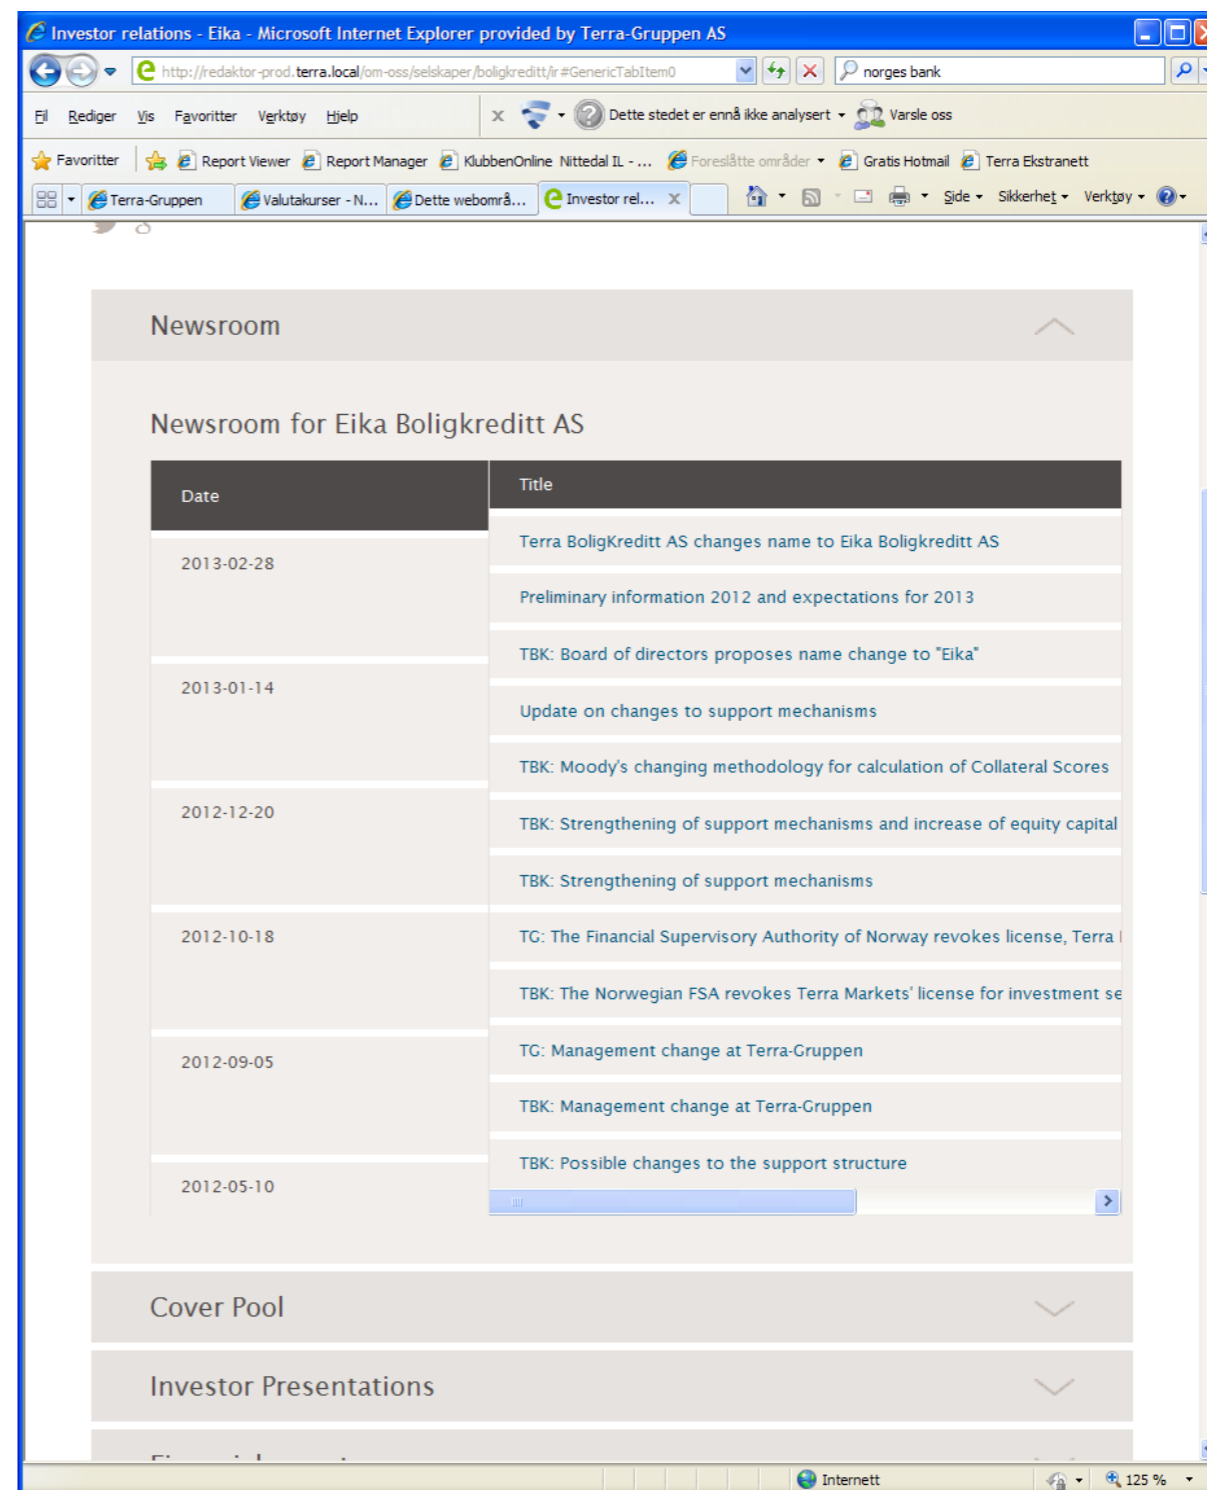 Investor relations - Eika - Microsoft Internet Explorer provided by Terra-Gruppen AS
http://redaktor-prod.terra.local/om-oss/selskaper/boligkreditt/ir#GenericTabItem0 norges bank
Fil Rediger Vis Favoritter Verktøy Hjelp x Dette stedet er ennå ikke analysert Varsle oss
Favoritter Report Viewer Report Manager KlubbenOnline Nittedal IL - ... Foreslåtte områder Gratis Hotmail Terra Ekstranett
Terra-Gruppen Valutakurser - N... Dette webområ... Investor rel... X Side Sikkerhet Verktøy
Newsroom
Newsroom for Eika Boligkreditt AS
Date
Title
2013-02-28
Terra BoligKreditt AS changes name to Eika Boligkreditt AS
Preliminary information 2012 and expectations for 2013
TBK: Board of directors proposes name change to "Eika"
2013-01-14
Update on changes to support mechanisms
TBK: Moody's changing methodology for calculation of Collateral Scores
2012-12-20
TBK: Strengthening of support mechanisms and increase of equity capital
TBK: Strengthening of support mechanisms
2012-10-18
TG: The Financial Supervisory Authority of Norway revokes license, Terra
TBK: The Norwegian FSA revokes Terra Markets' license for investment se
2012-09-05
TG: Management change at Terra-Gruppen
TBK: Management change at Terra-Gruppen
TBK: Possible changes to the support structure
2012-05-10
Cover Pool
Investor Presentations
Internett 125 %